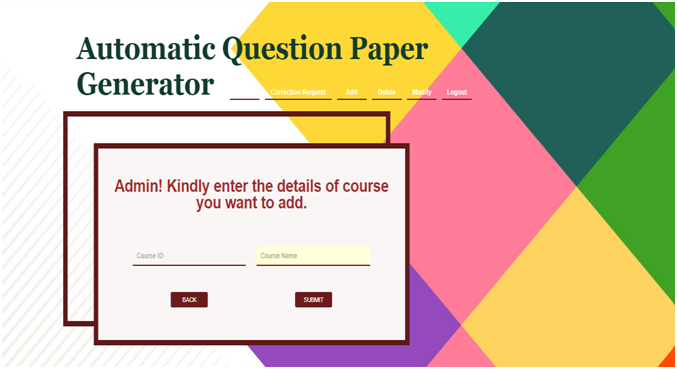 Automatic Question Paper
Generator
Correction Request Add Delete Modify Logout
Admin! Kindly enter the details of course
you want to add.
Course ID Course Name
BACK SUBMIT